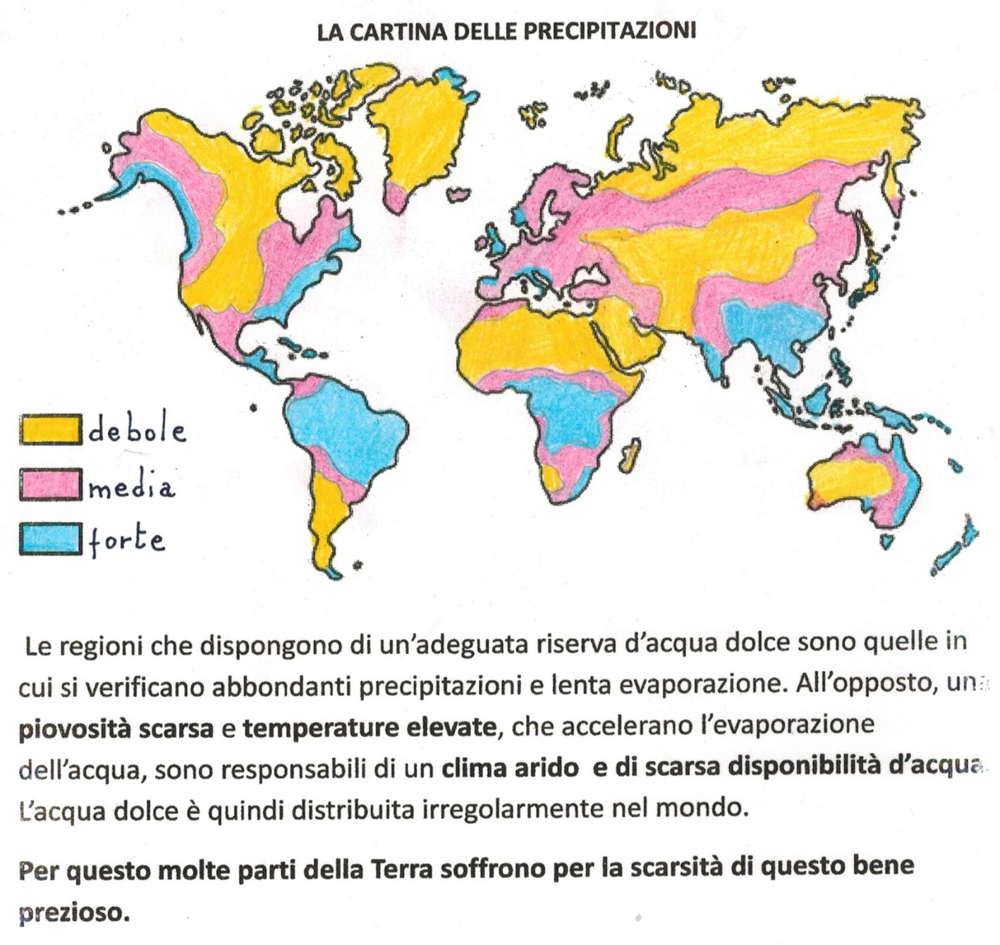 LA CARTINA DELLE PRECIPITAZIONI
debole
media
forte
Le regioni che dispongono di un'adeguata riserva d'acqua dolce sono quelle in
cui si verificano abbondanti precipitazioni e lenta evaporazione. All'opposto, una
piovosità scarsa e temperature elevate, che accelerano l'evaporazione
dell'acqua, sono responsabili di un clima arido e di scarsa disponibilità d'acqua.
L'acqua dolce è quindi distribuita irregolarmente nel mondo.
Per questo molte parti della Terra soffrono per la scarsità di questo bene
prezioso.